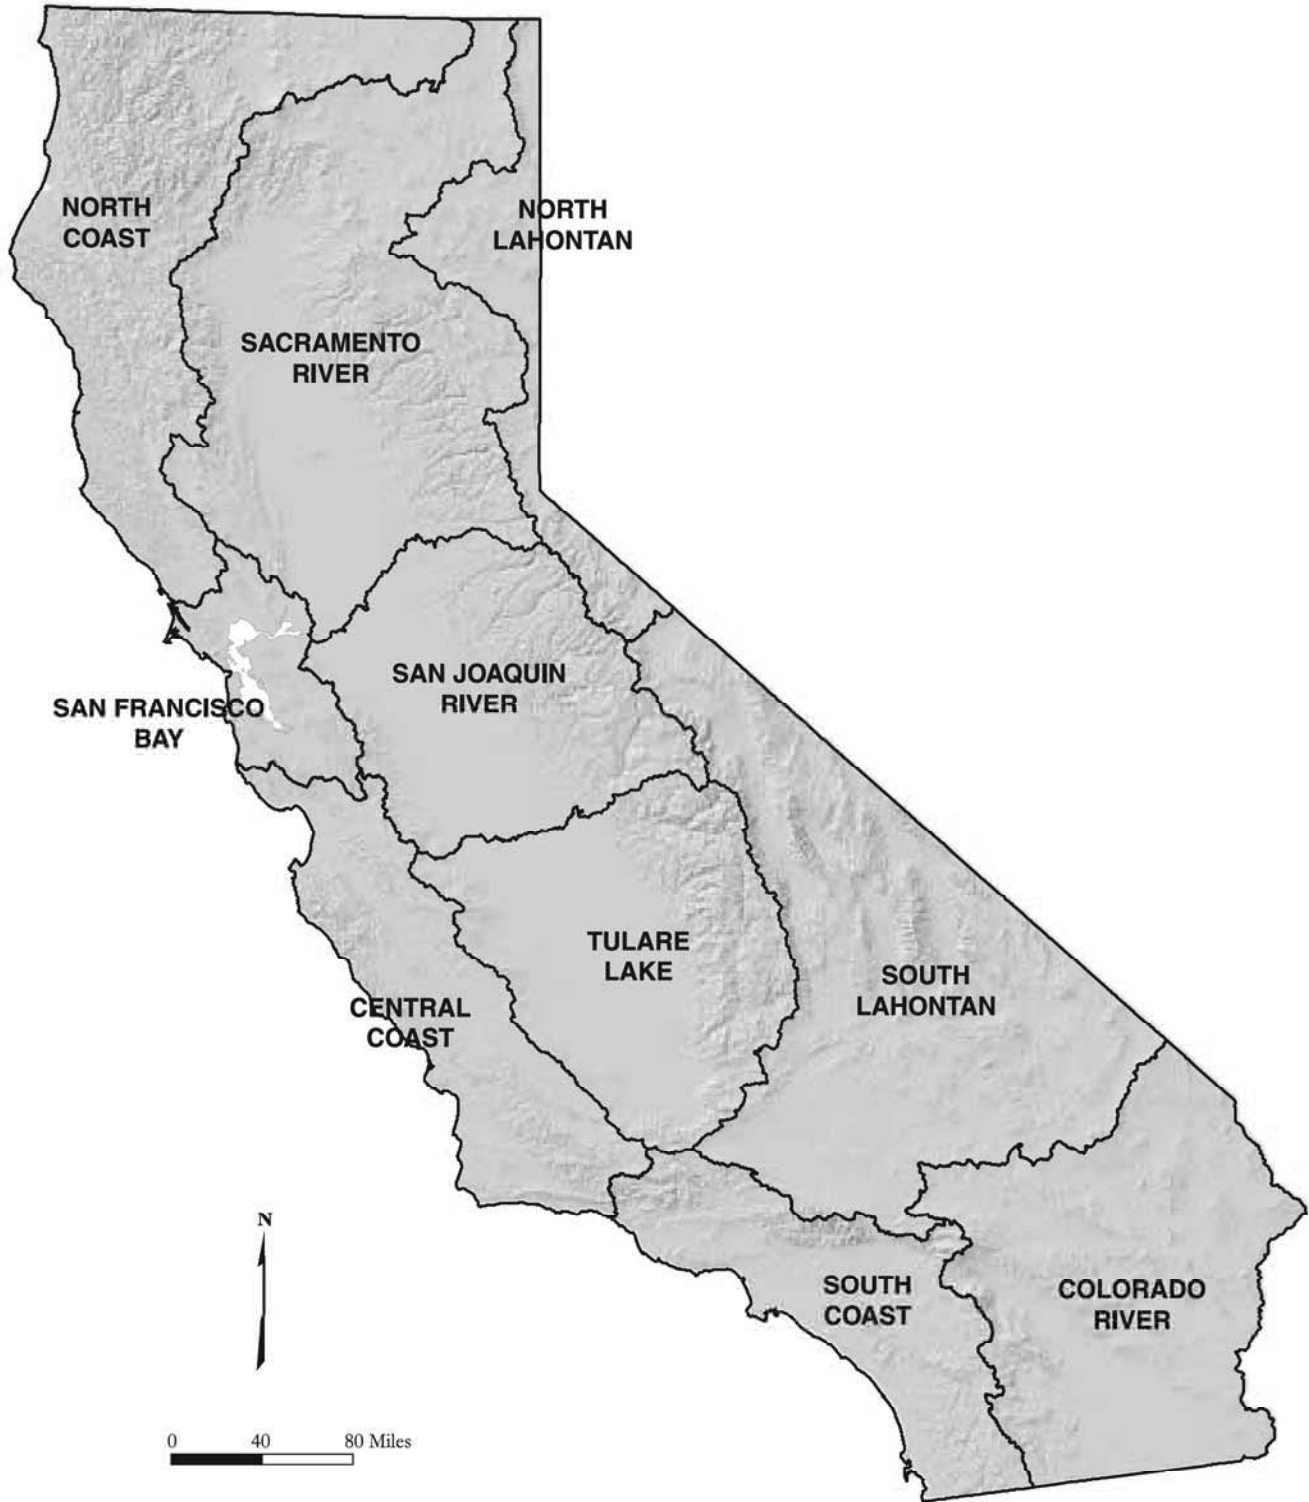 NORTH
COAST
NORTH
LAHONTAN
SACRAMENTO
RIVER
SAN JOAQUIN
RIVER
SAN FRANCISCO
BAY
TULARE
LAKE
SOUTH
LAHONTAN
CENTRAL
COAST
N
SOUTH
COAST
COLORADO
RIVER
0 40 80 Miles